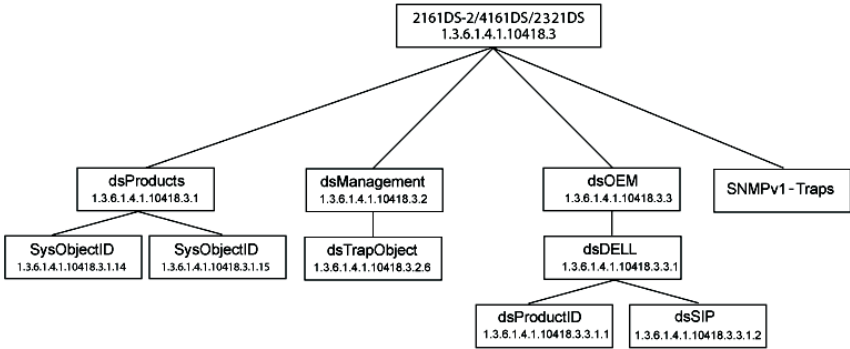 2161DS-2/4161DS/2321DS
1.3.6.1.4.1.10418.3
dsProducts
1.3.6.1.4.1.10418.3.1
dsManagement
1.3.6.1.4.1.10418.3.2
dsOEM
1.3.6.1.4.1.10418.3.3
SNMPv1-Traps
SysObjectID
1.3.6.1.4.1.10418.3.1.14
SysObjectID
1.3.6.1.4.1.10418.3.1.15
dsTrapObject
1.3.6.1.4.1.10418.3.2.6
dsDELL
1.3.6.1.4.1.10418.3.3.1
dsProductID
1.3.6.1.4.1.10418.3.3.1.1
dsSIP
1.3.6.1.4.1.10418.3.3.1.2